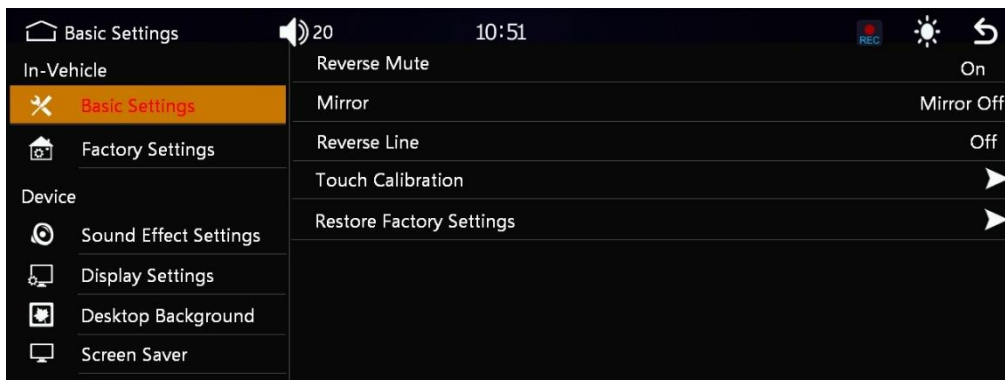 Basic Settings 20 10:51 REC
In-Vehicle
Basic Settings
Factory Settings
Device
Sound Effect Settings
Display Settings
Desktop Background
Screen Saver
Reverse Mute On
Mirror Mirror Off
Reverse Line Off
Touch Calibration
Restore Factory Settings